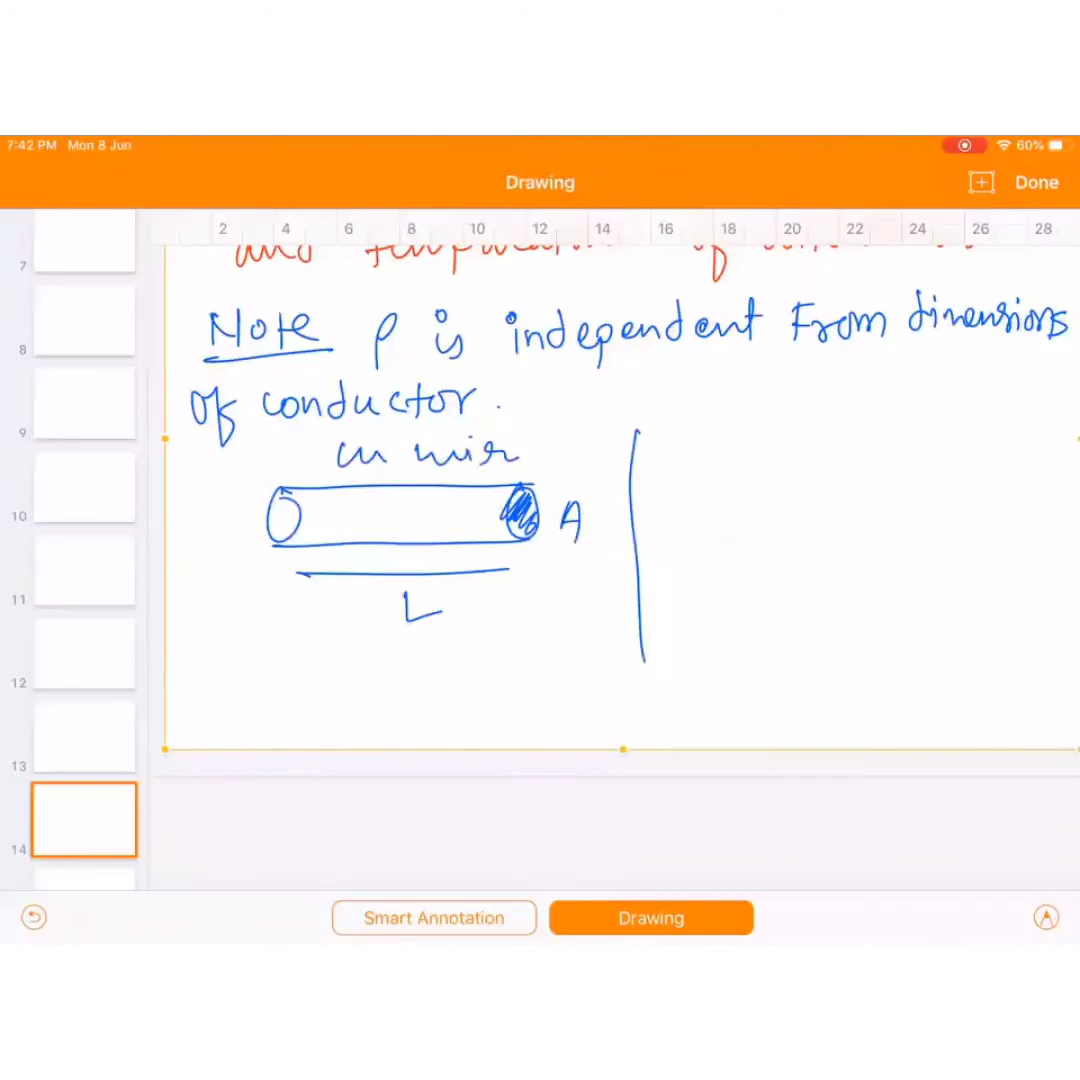 7:42 PM Mon 8 Jun
60%
Drawing
Done
2 4 6 8 10 12 14 16 18 20 22 24 26 28
and of
Note ρ is independent From dimensions
of conductor.
A
L
7
8
9
10
11
12
13
14
Smart Annotation
Drawing